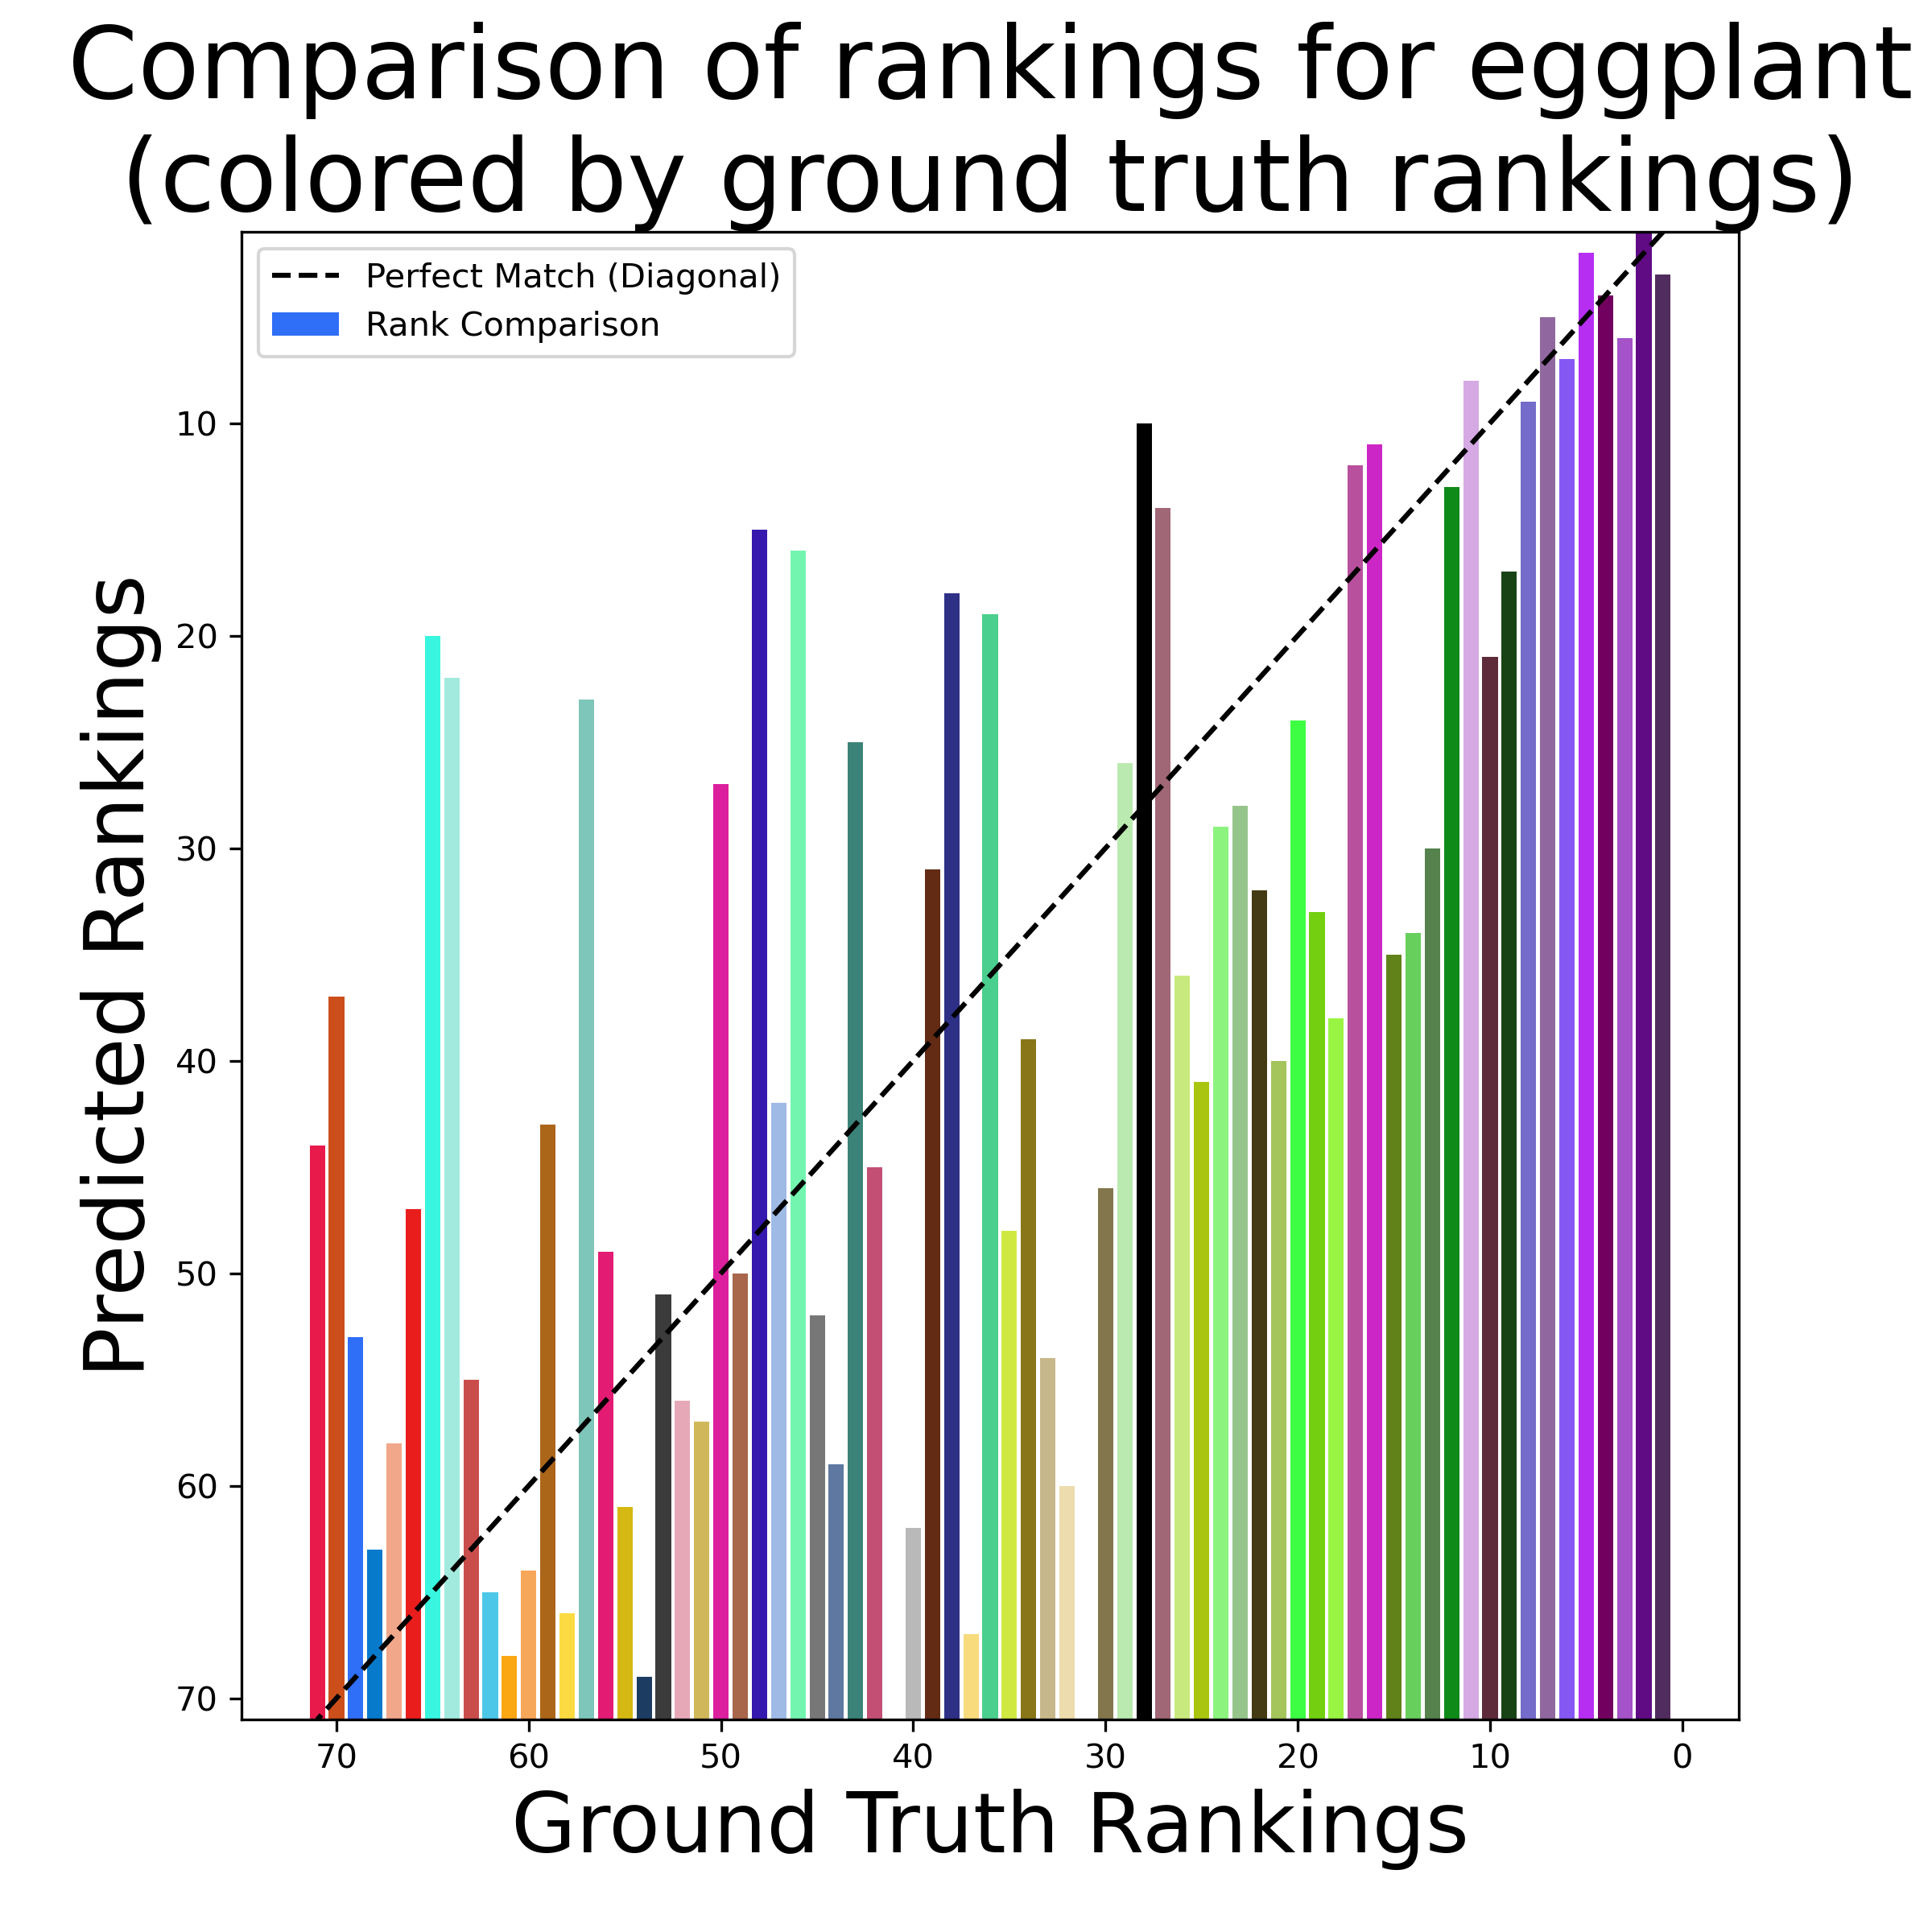 Comparison of rankings for eggplant
(colored by ground truth rankings)
Perfect Match (Diagonal)
Rank Comparison
Predicted Rankings
10
20
30
40
50
60
70
70 60 50 40 30 20 10 0
Ground Truth Rankings